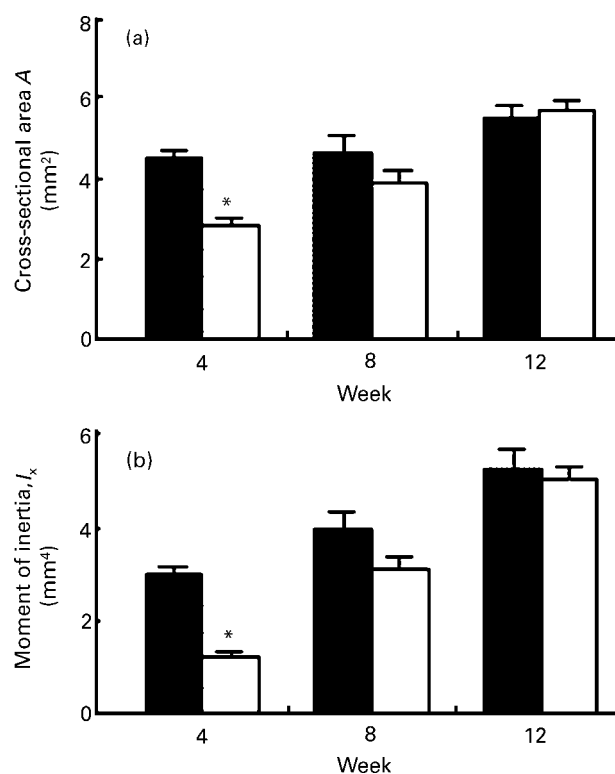 (a)
Cross-sectional area A
(mm²)
8
6
4
2
0
*
4
8
12
Week
(b)
Moment of inertia, Iₓ
(mm⁴)
6
4
2
0
*
4
8
12
Week